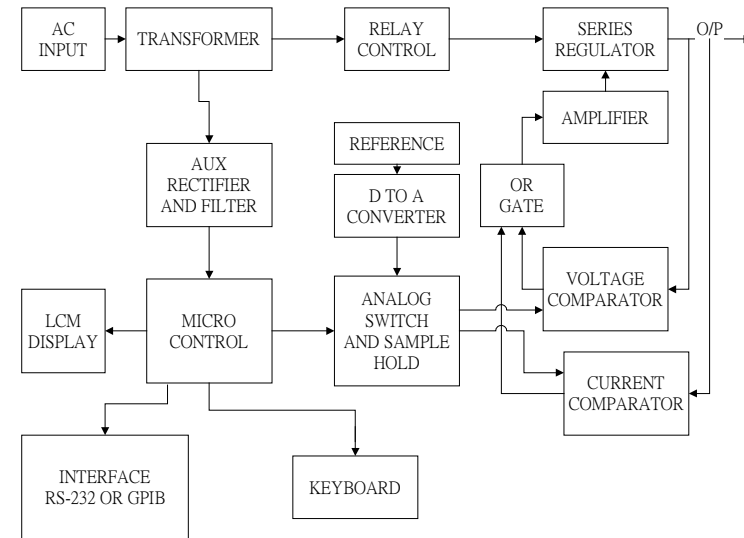 AC
INPUT
TRANSFORMER
RELAY
CONTROL
SERIES
REGULATOR
O/P
AMPLIFIER
REFERENCE
AUX
RECTIFIER
AND FILTER
D TO A
CONVERTER
OR
GATE
VOLTAGE
COMPARATOR
LCM
DISPLAY
MICRO
CONTROL
ANALOG
SWITCH
AND SAMPLE
HOLD
CURRENT
COMPARATOR
INTERFACE
RS-232 OR GPIB
KEYBOARD